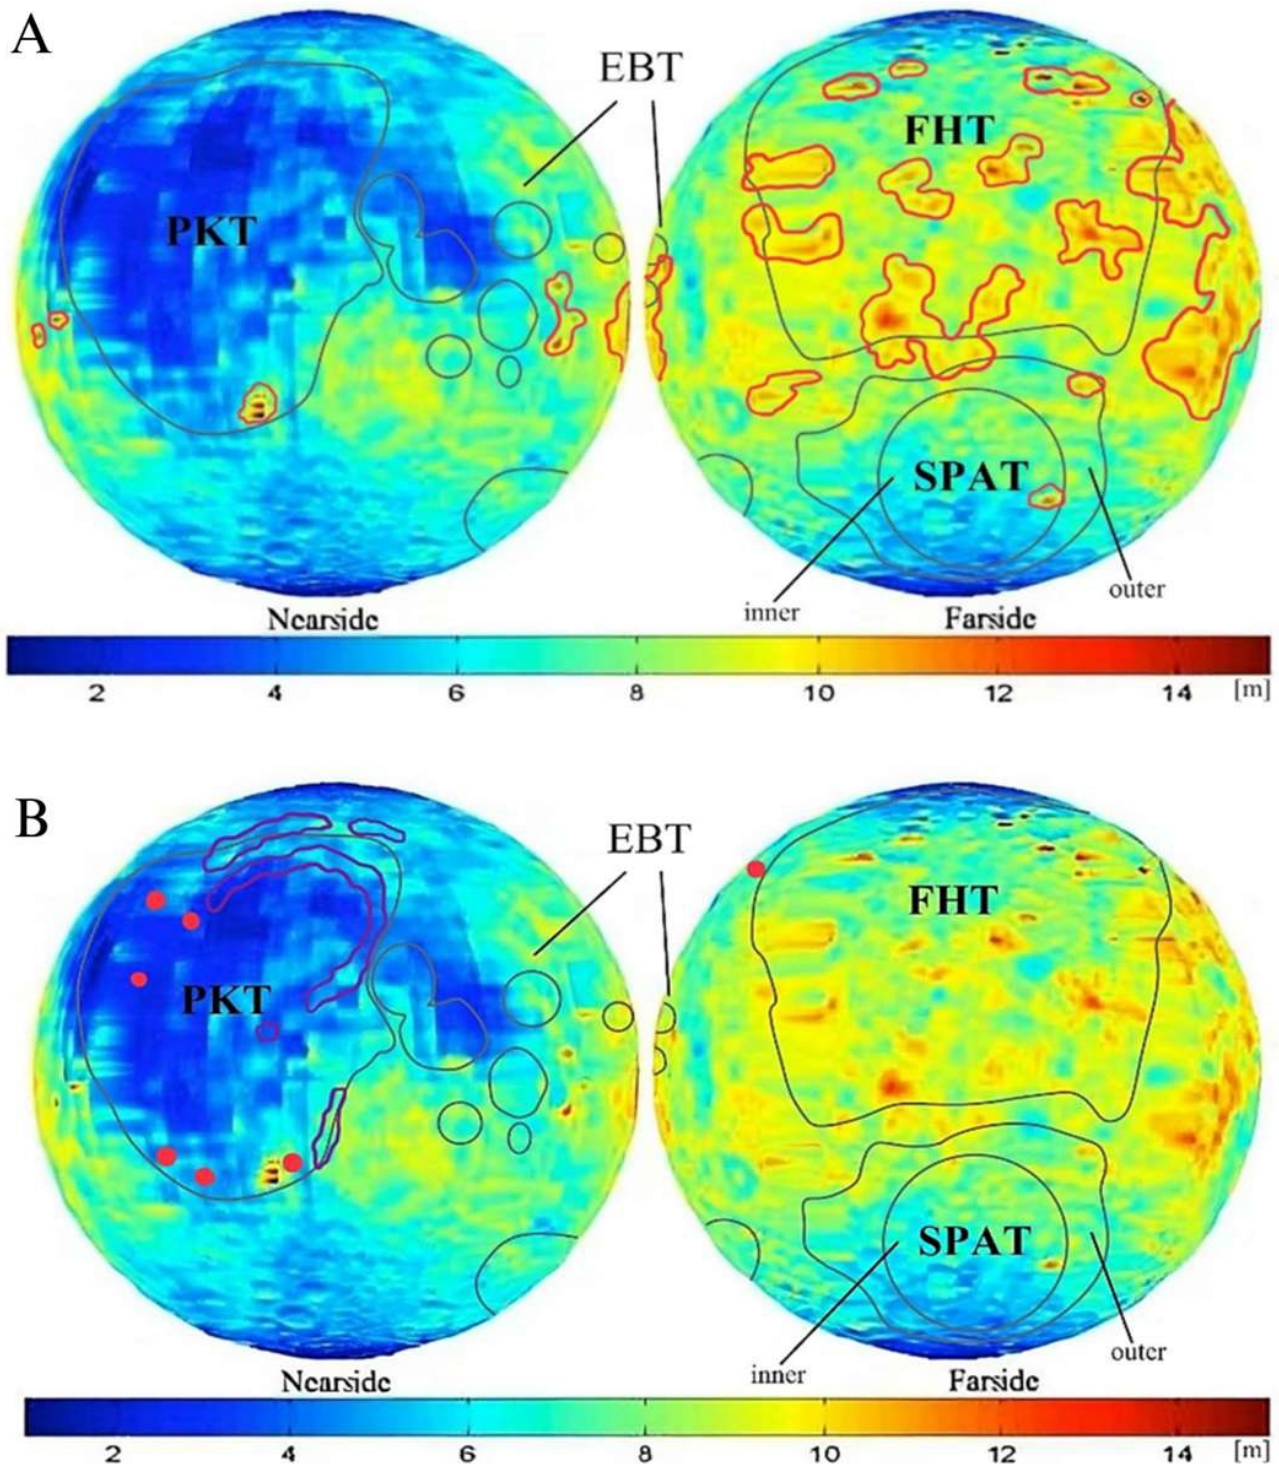 A
EBT
FHT
PKT
SPAT
inner
outer
Nearside
Farside
2 4 6 8 10 12 14 [m]
B
EBT
FHT
PKT
SPAT
inner
outer
Nearside
Farside
2 4 6 8 10 12 14 [m]